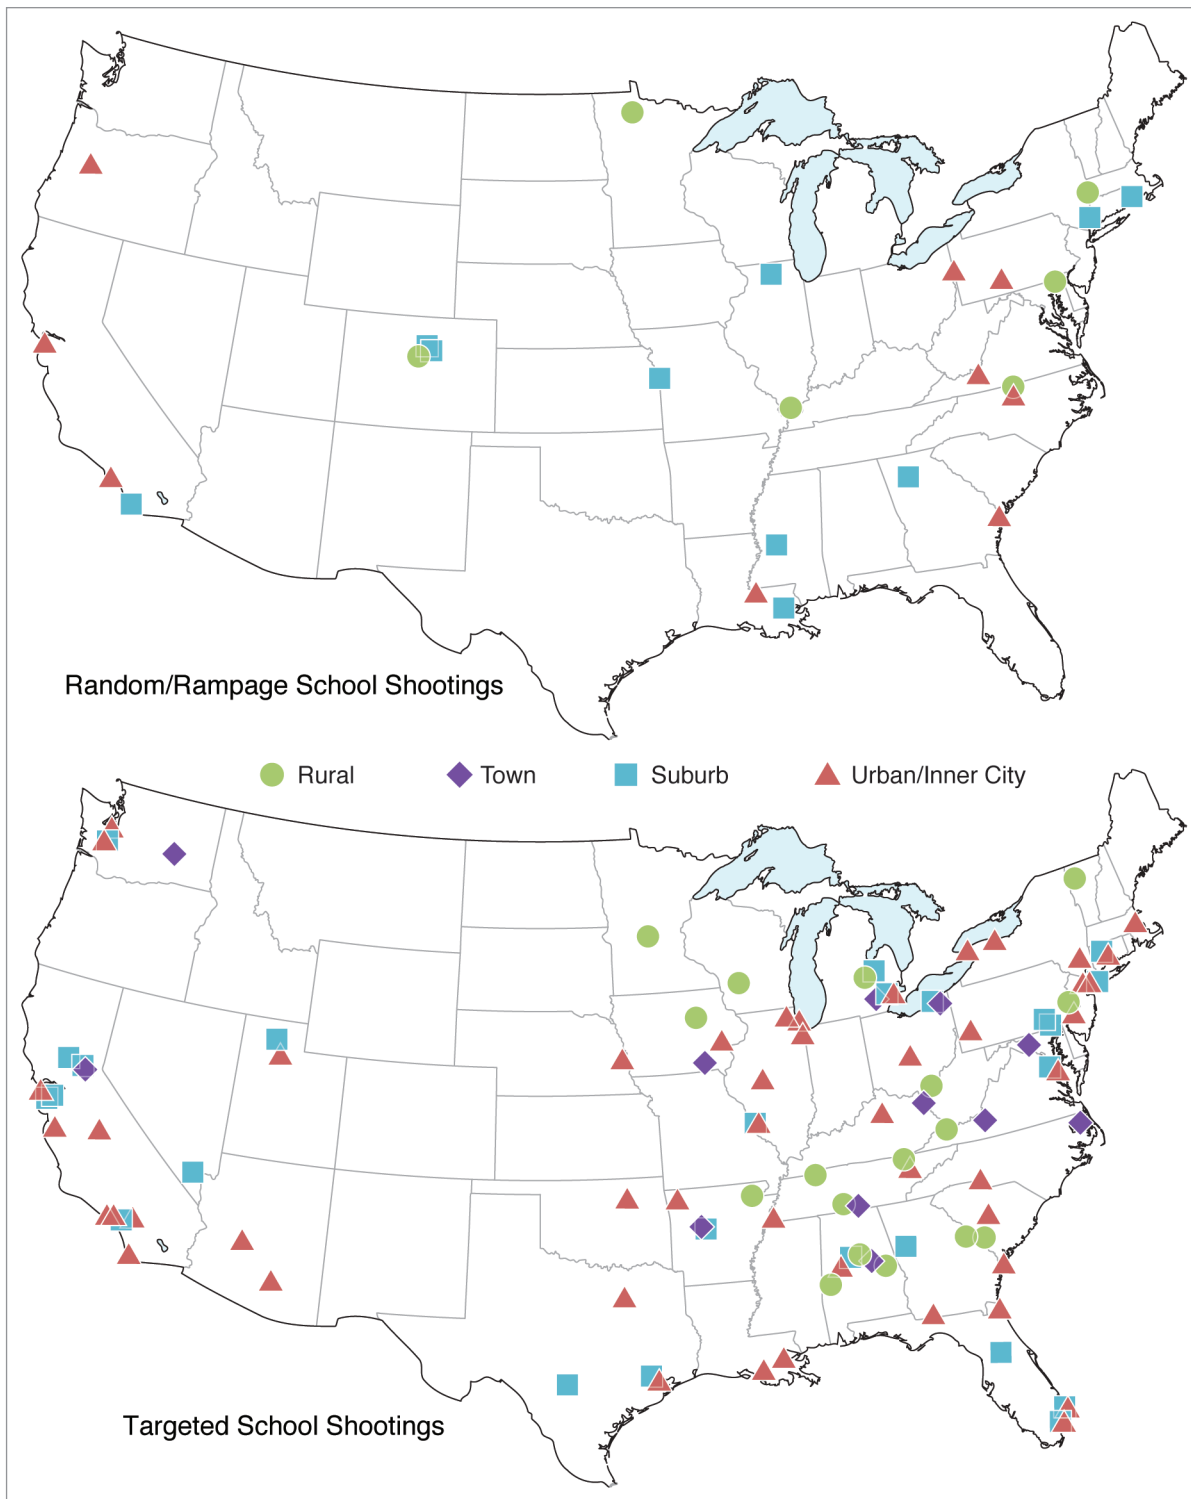 Random/Rampage School Shootings
Rural Town Suburb Urban/Inner City
Targeted School Shootings